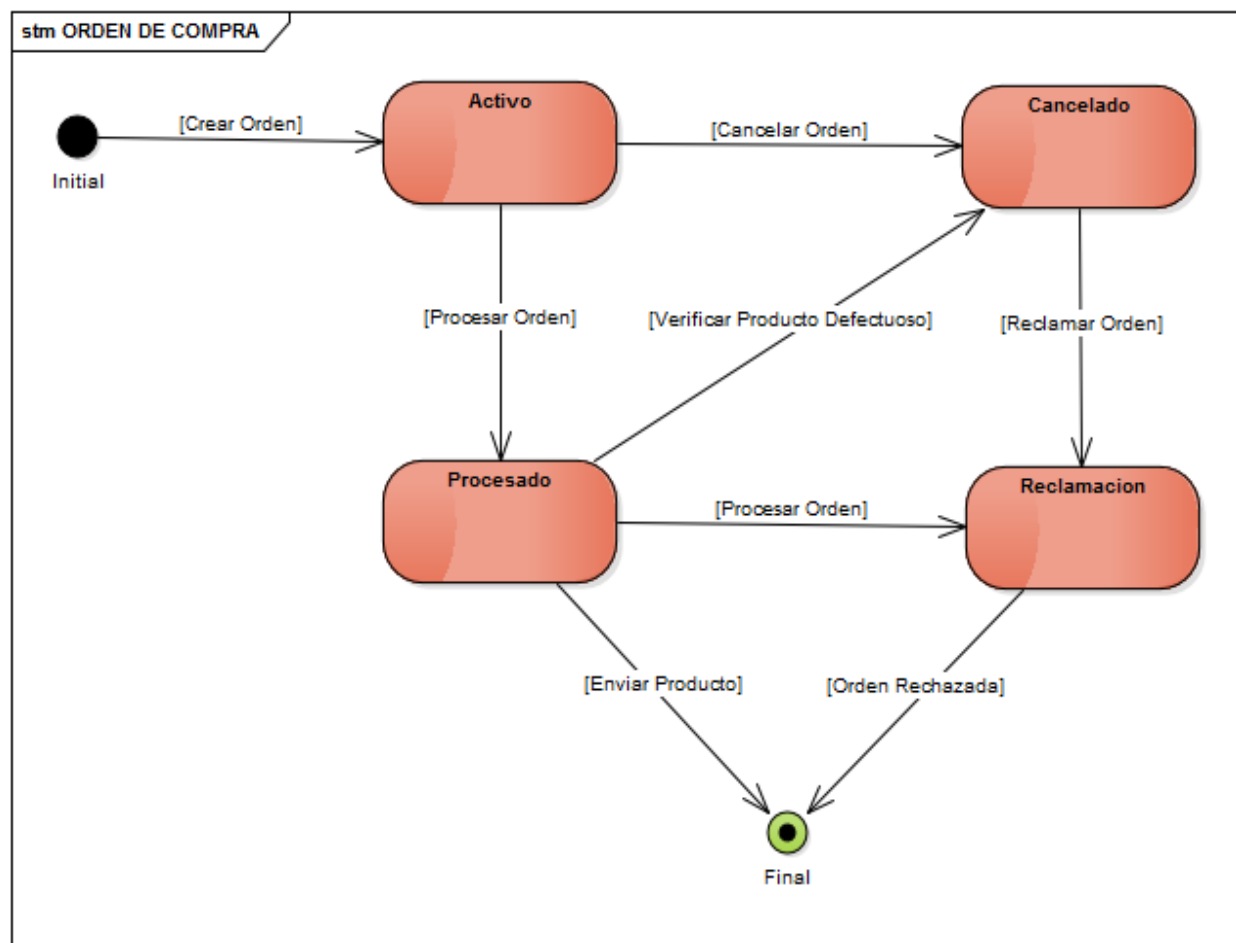 stm ORDEN DE COMPRA
Activo
Cancelado
[Crear Orden]
[Cancelar Orden]
Initial
[Procesar Orden]
[Verificar Producto Defectuoso]
[Reclamar Orden]
Procesado
Reclamacion
[Procesar Orden]
[Enviar Producto]
[Orden Rechazada]
Final